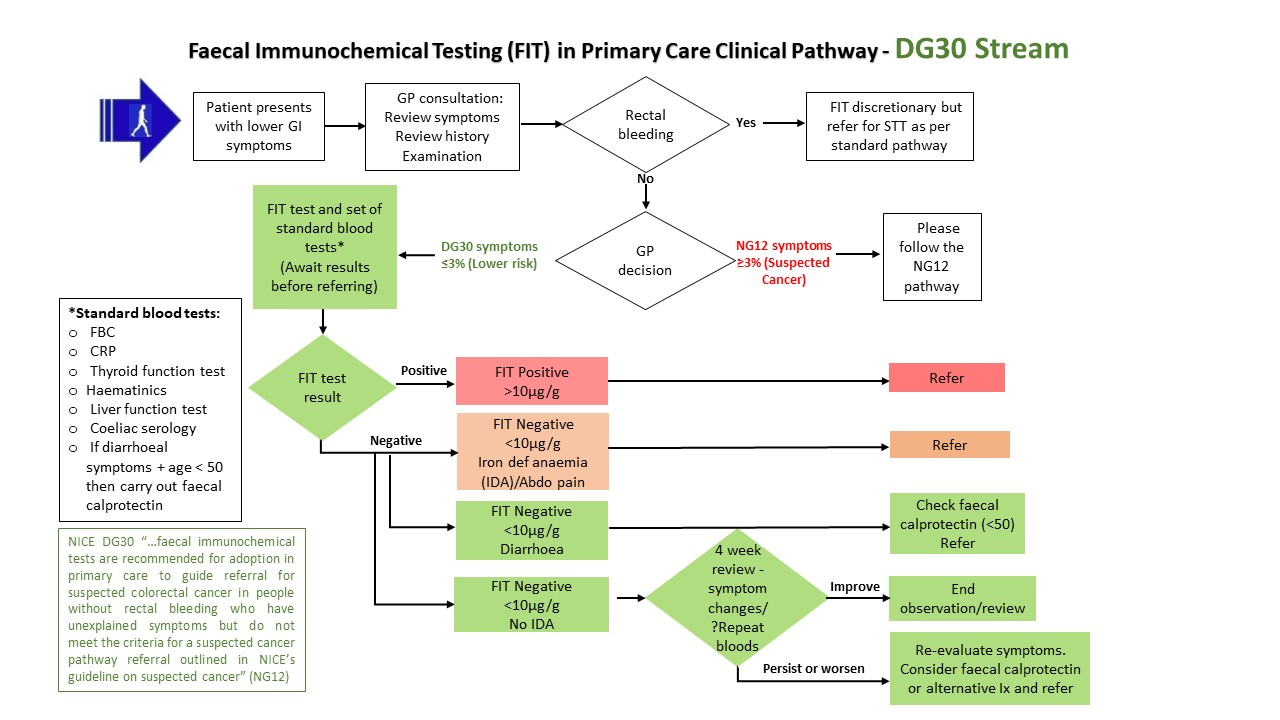 Faecal Immunochemical Testing (FIT) in Primary Care Clinical Pathway - DG30 Stream
Patient presents
with lower GI
symptoms
GP consultation:
Review symptoms
Review history
Examination
Rectal
bleeding
Yes
FIT discretionary but
refer for STT as per
standard pathway
No
FIT test and set of
standard blood
tests*
(Await results
before referring)
DG30 symptoms
≤3% (Lower risk)
GP
decision
NG12 symptoms
≥3% (Suspected
Cancer)
Please
follow the
NG12
pathway
*Standard blood tests:
o FBC
o CRP
o Thyroid function test
o Haematinics
o Liver function test
o Coeliac serology
o If diarrhoeal
symptoms + age < 50
then carry out faecal
calprotectin
FIT test
result
Positive
FIT Positive
>10µg/g
Refer
Negative
FIT Negative
<10µg/g
Iron def anaemia
(IDA)/Abdo pain
Refer
FIT Negative
<10µg/g
Diarrhoea
Check faecal
calprotectin (<50)
Refer
FIT Negative
<10µg/g
No IDA
4 week
review -
symptom
changes/
?Repeat
bloods
Improve
End
observation/review
Persist or worsen
Re-evaluate symptoms.
Consider faecal calprotectin
or alternative Ix and refer
NICE DG30 “…faecal immunochemical
tests are recommended for adoption in
primary care to guide referral for
suspected colorectal cancer in people
without rectal bleeding who have
unexplained symptoms but do not
meet the criteria for a suspected cancer
pathway referral outlined in NICE’s
guideline on suspected cancer” (NG12)